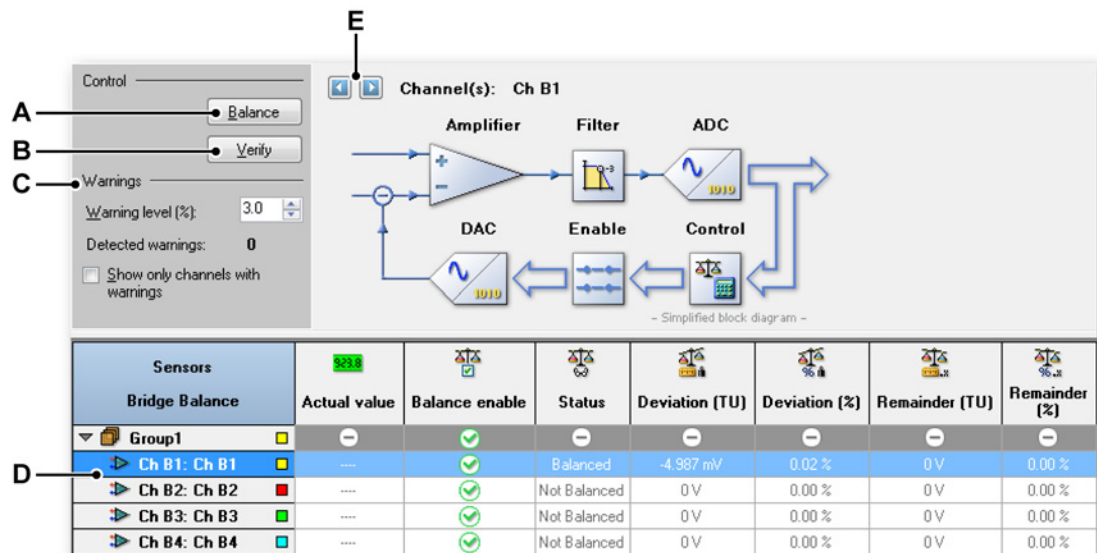 E
Control
Channel(s): Ch B1
A
Balance
Amplifier Filter ADC
B
Verify
C
Warnings
Warning level (%): 3.0
Detected warnings: 0
Show only channels with
warnings
+
−
-3
1010
DAC Enable Control
1010
– Simplified block diagram –
Sensors
Bridge Balance
923.8
Actual value Balance enable Status Deviation (TU) Deviation (%) Remainder (TU) Remainder
(%)
Group1
D
Ch B1: Ch B1 ---- Balanced -4.987 mV 0.02 % 0 V 0.00 %
Ch B2: Ch B2 ---- Not Balanced 0 V 0.00 % 0 V 0.00 %
Ch B3: Ch B3 ---- Not Balanced 0 V 0.00 % 0 V 0.00 %
Ch B4: Ch B4 ---- Not Balanced 0 V 0.00 % 0 V 0.00 %